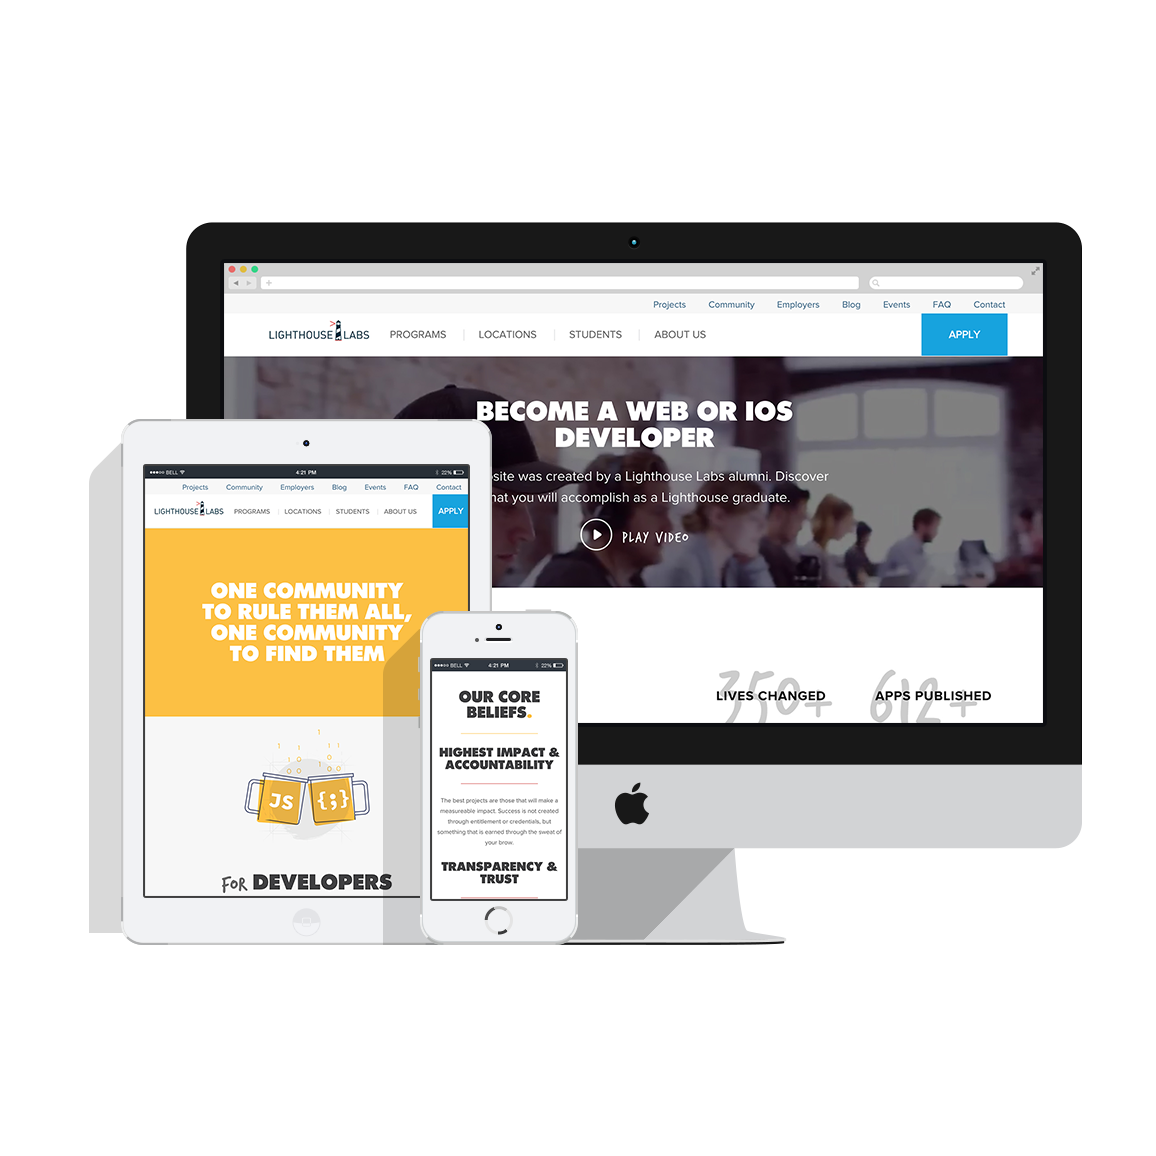 Projects Community Employers Blog Events FAQ Contact
LIGHTHOUSE LABS PROGRAMS LOCATIONS STUDENTS ABOUT US APPLY
BECOME A WEB OR IOS
DEVELOPER
was created by a Lighthouse Labs alumni. Discover
you will accomplish as a Lighthouse graduate.
PLAY VIDEO
350+ 612+
LIVES CHANGED APPS PUBLISHED
BELL 4:21 PM 22%
Projects Community Employers Blog Events FAQ Contact
LIGHTHOUSE LABS PROGRAMS LOCATIONS STUDENTS ABOUT US APPLY
ONE COMMUNITY
TO RULE THEM ALL,
ONE COMMUNITY
TO FIND THEM
JS {;}
FOR DEVELOPERS
BELL 4:21 PM 22%
OUR CORE
BELIEFS.
HIGHEST IMPACT &
ACCOUNTABILITY
The best projects are those that will make a
measureable impact. Success is not created
through entitlement or credentials, but
something that is earned through the sweat of
your brow.
TRANSPARENCY &
TRUST